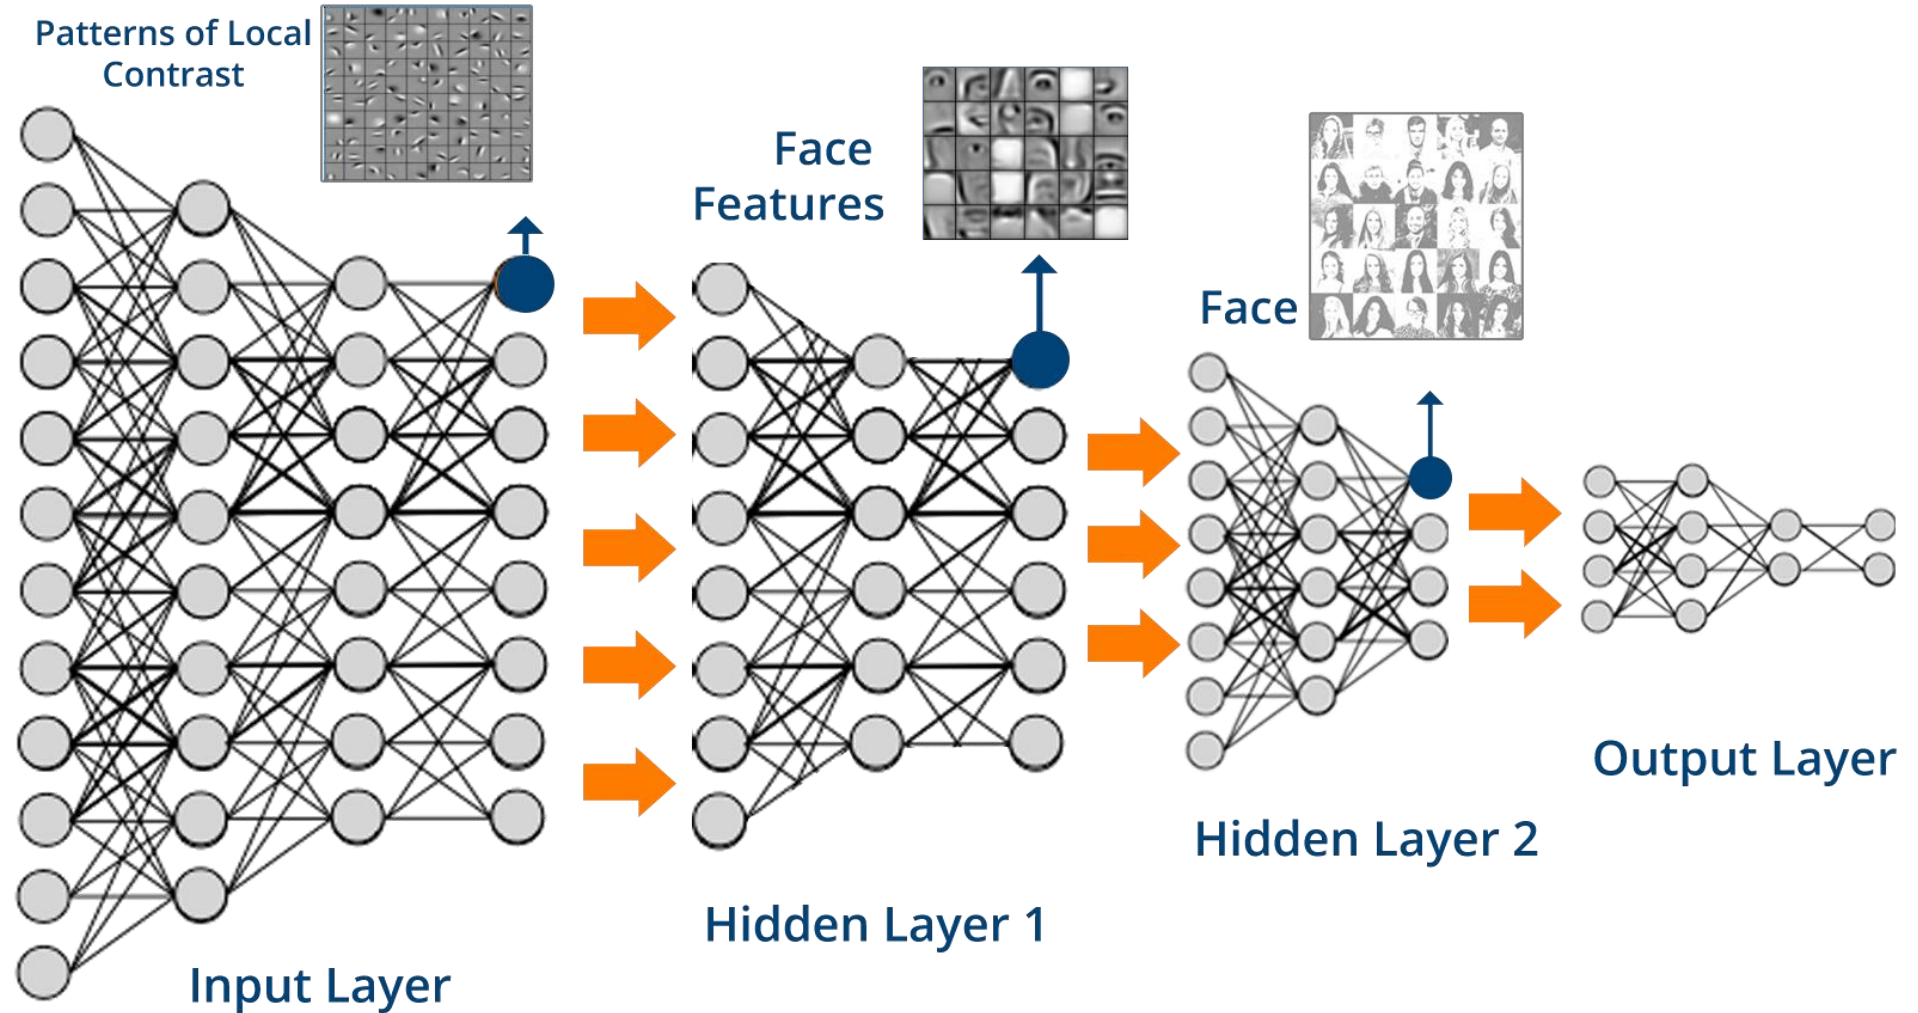 Patterns of Local
Contrast
Face
Features
Face
Input Layer
Hidden Layer 1
Hidden Layer 2
Output Layer